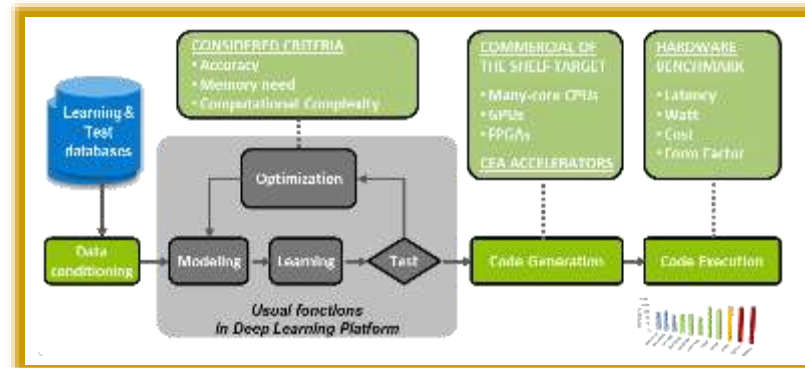 CONSIDERED CRITERIA
• Accuracy
• Memory need
• Computational Complexity
COMMERCIAL OF
THE SHELF TARGET
• Many-core CPUs
• GPUs
• FPGAs
CEA ACCELERATORS
HARDWARE
BENCHMARK
• Latency
• Watt
• Cost
• Form Factor
Learning &
Test
databases
Optimization
Data
conditioning
Modeling
Learning
Test
Code Generation
Code Execution
Usual fonctions
in Deep Learning Platform